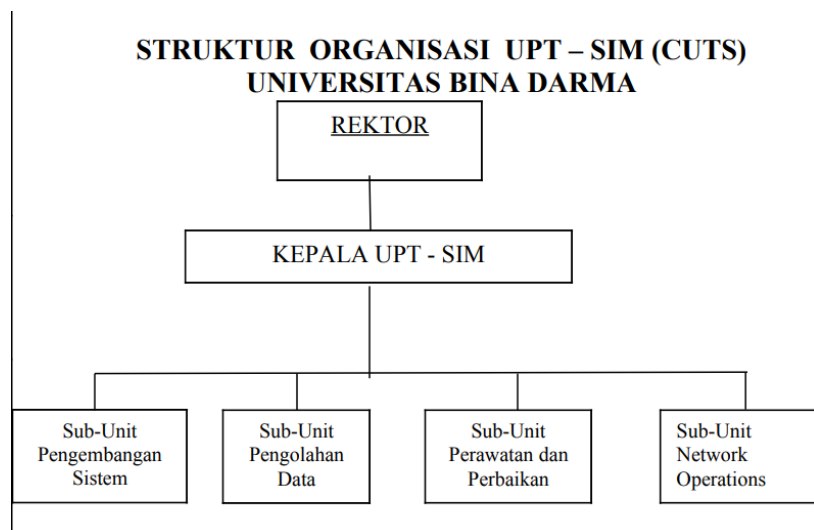 STRUKTUR ORGANISASI UPT – SIM (CUTS)
UNIVERSITAS BINA DARMA
REKTOR
KEPALA UPT - SIM
Sub-Unit
Pengembangan
Sistem
Sub-Unit
Pengolahan
Data
Sub-Unit
Perawatan dan
Perbaikan
Sub-Unit
Network
Operations